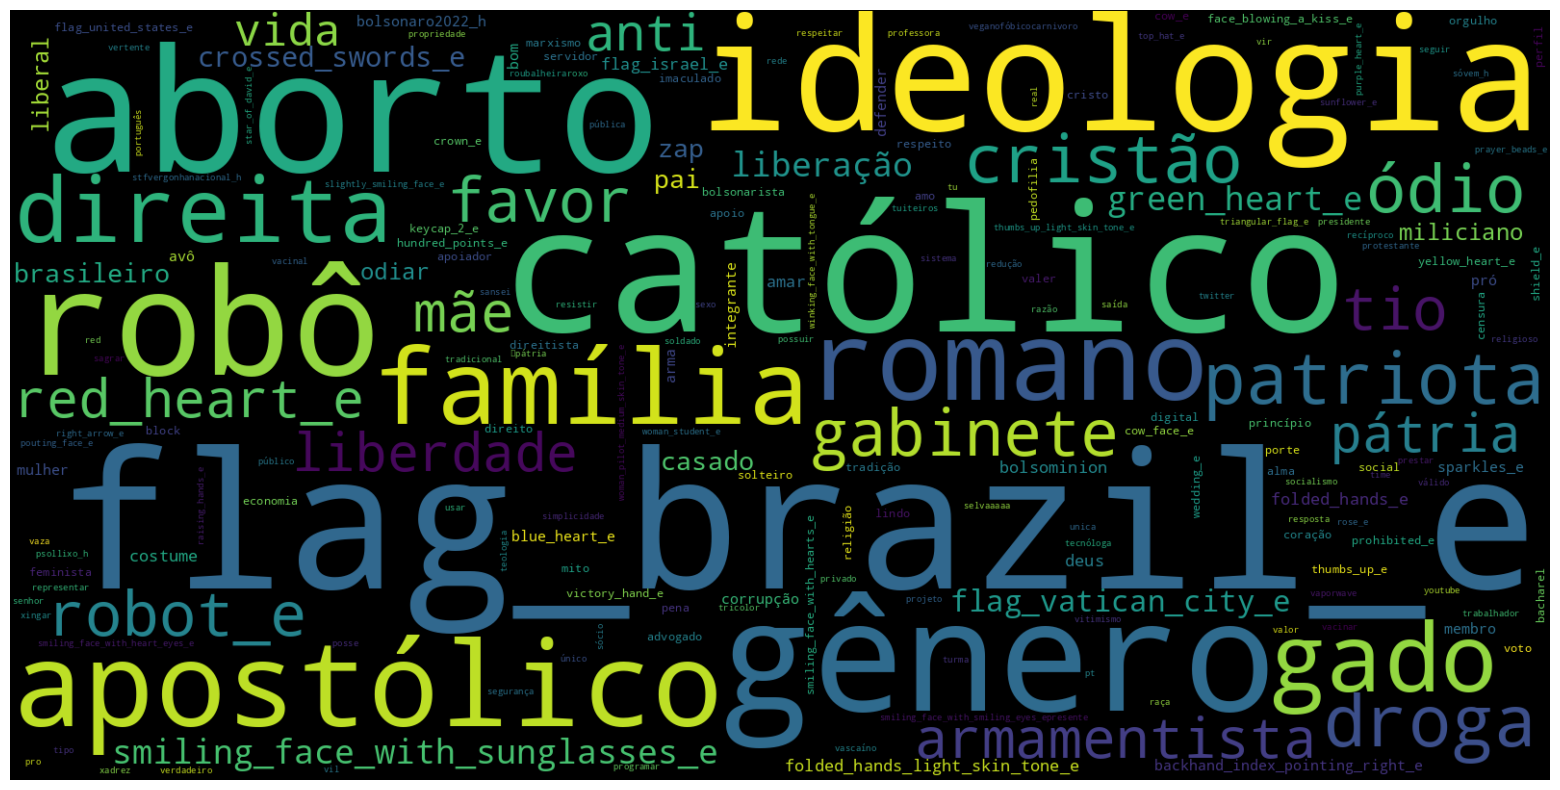 flag_united_states_e
vida
bolsonaro2022_h
propriedade
anti
respeitar
professora
veganofóbicocarnivoro
cow_e
top_hat_e
face_blowing_a_kiss_e
vir
orgulho
seguir
perfil
vertente
crossed_swords_e
marxismo
servidor
bom
flag_israel_e
rede
ideologia
purple_heart_e
sóvem_h
liberal
aborto
roubalheiraroxo
imaculado
defender
real
cristo
sunflower_e
star_of_david_e
português
pública
crown_e
zap
respeito
prayer_beads_e
stfvergonhanacional_h
slightly_smiling_face_e
pai
liberação
cristão
pedofilia
ódio
direita
favor
bolsonarista
amo
tu
green_heart_e
keycap_2_e
hundred_points_e
apoio
tuiteiros
thumbs_up_light_skin_tone_e
triangular_flag_e
presidente
miliciano
recíproco
protestante
avô
apoiador
católico
winking_face_with_tongue_e
vacinal
brasileiro
odiar
sansei
resistir
integrante
amar
sistema
redução
yellow_heart_e
shield_e
robô
mãe
sexo
valer
saída
twitter
tio
pró
censura
red
sagrar
direitista
soldado
possuir
razão
religioso
tradicional
pátria
arma
romano
patriota
red_heart_e
família
woman_pilot_medium_skin_tone_e
right_arrow_e
block
pouting_face_e
direito
woman_student_e
gabinete
digital
cow_face_e
princípio
pátria
liberdade
público
casado
solteiro
tradição
bolsominion
porte
social
prestar
time
sparkles_e
mulher
alma
válido
wedding_e
socialismo
raising_hands_e
economia
usar
simplicidade
lindo
selvaaaaa
folded_hands_e
flag_brazil_e
vaza
psollixo_h
blue_heart_e
religião
unica
resposta
rose_e
coração
prohibited_e
costume
teologia
tecnóloga
feminista
mito
deus
thumbs_up_e
representar
privado
vapormave
youtube
senhor
xingar
victory_hand_e
corrupção
tricolor
smiling_face_with_hearts_e
projeto
flag_vatican_city_e
trabalhador
bacharel
robot_e
pena
vitimismo
valor
vacinar
smiling_face_with_heart_eyes_e
posse
sócio
advogado
membro
apostólico
único
gênero
turma
pt
gado
voto
segurança
raça
smiling_face_with_smiling_eyes_epresente
droga
tipo
smiling_face_with_sunglasses_e
vascaíno
armamentista
pro
xadrez
verdadeiro
vil
programar
folded_hands_light_skin_tone_e
backhand_index_pointing_right_e